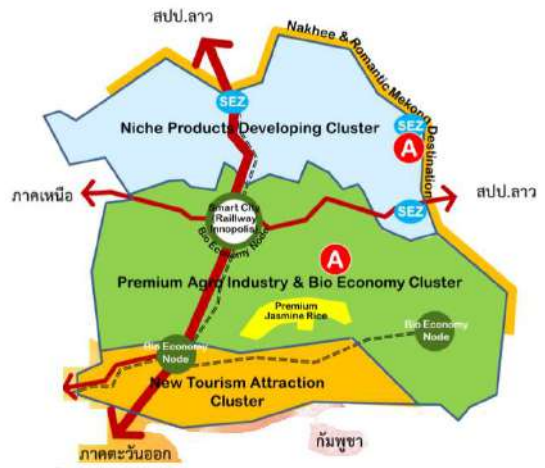 สปป.ลาว
Nakhee & Romantic Mekong Destination
SEZ
Niche Products Developing Cluster
SEZ
A
ภาคเหนือ
สปป.ลาว
SEZ
Smart City
(Raillway
Innopolis)
Bio Economy Node
A
Premium Agro Industry & Bio Economy Cluster
Premium
Jasmine Rice
Bio Economy
Node
Bio Economy
Node
New Tourism Attraction
Cluster
กัมพูชา
ภาคตะวันออก